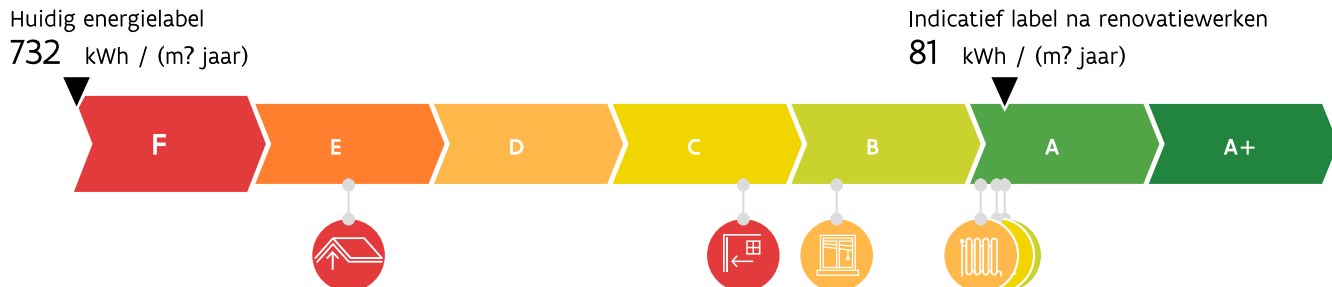 Huidig energielabel
732 kWh / (m? jaar)
Indicatief label na renovatiewerken
81 kWh / (m? jaar)
F E D C B A A+